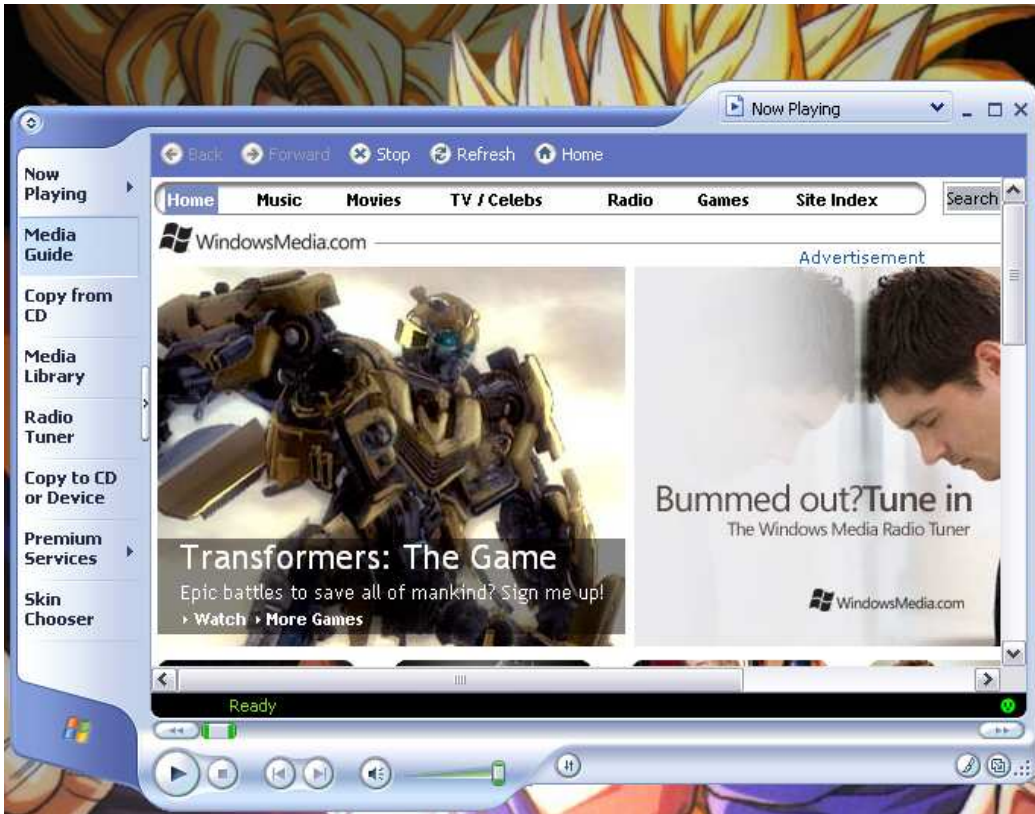 Now Playing
Back
Forward
Stop
Refresh
Home
Now
Playing
Media
Guide
Copy from
CD
Media
Library
Radio
Tuner
Copy to CD
or Device
Premium
Services
Skin
Chooser
Home
Music
Movies
TV / Celebs
Radio
Games
Site Index
Search
WindowsMedia.com
Advertisement
Transformers: The Game
Epic battles to save all of mankind? Sign me up!
Watch
More Games
Bummed out?Tune in
The Windows Media Radio Tuner
WindowsMedia.com
Ready